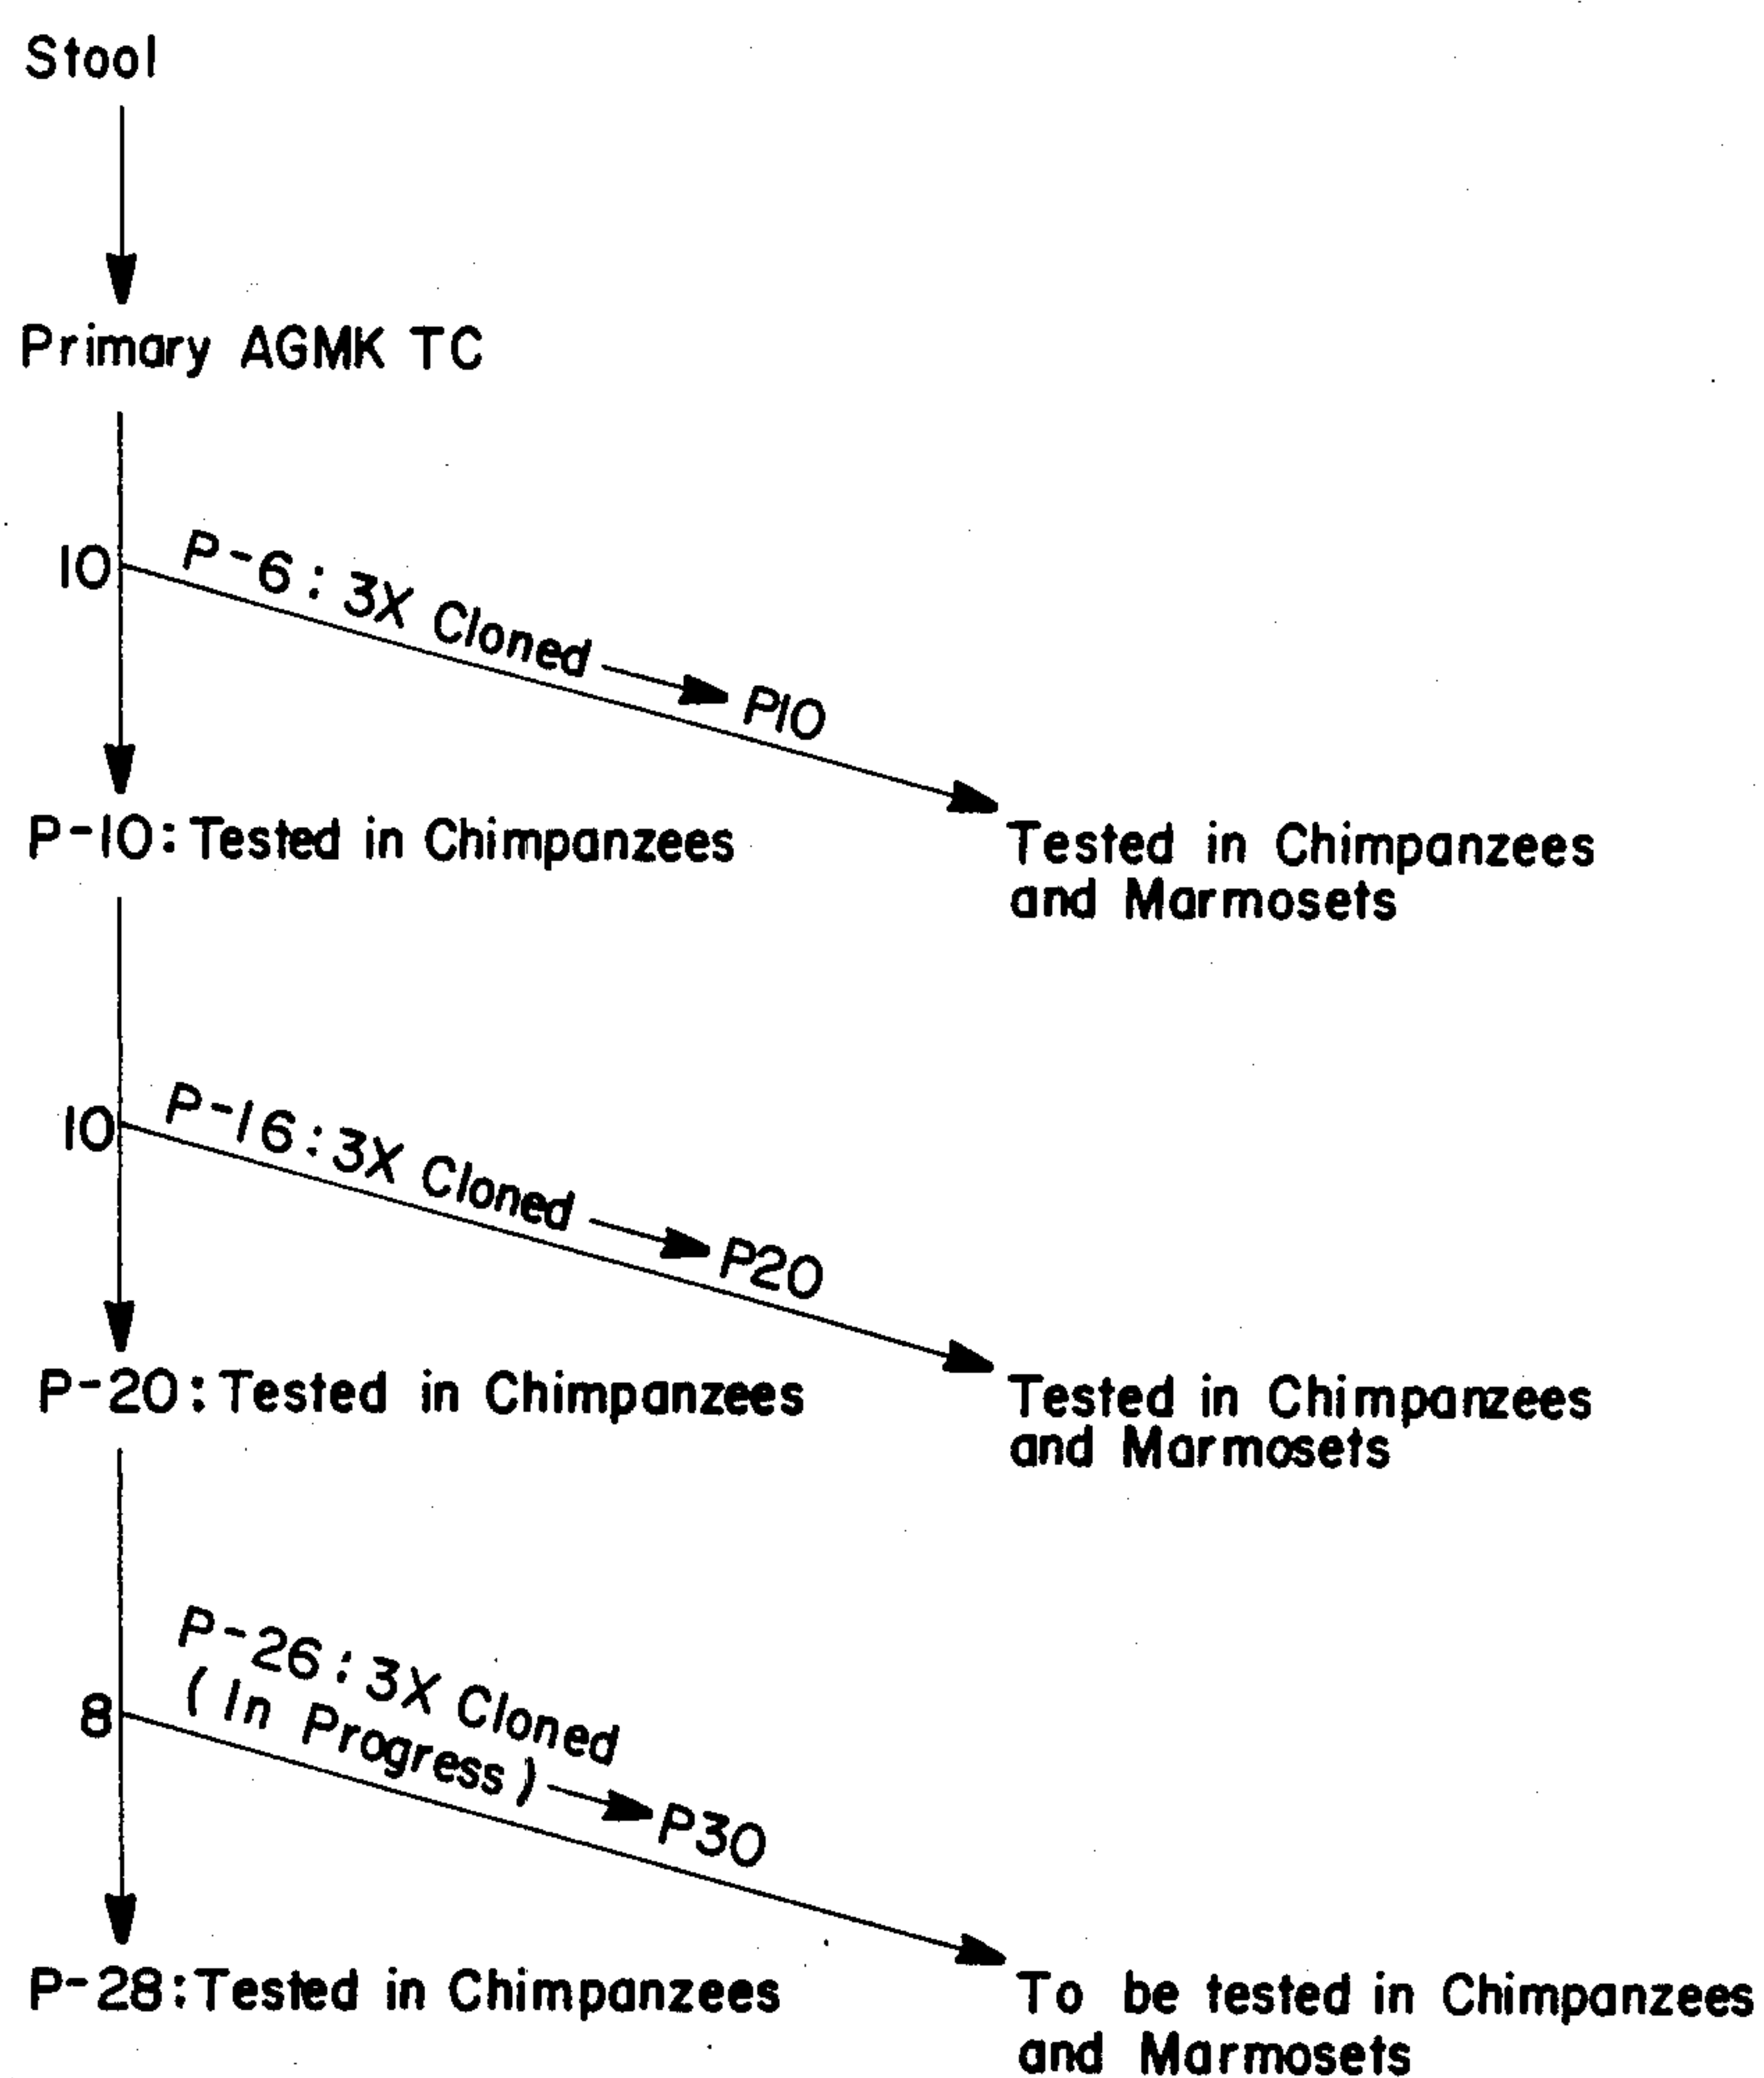 Stool
Primary AGMK TC
10
P-6: 3X Cloned
P10
P-10: Tested in Chimpanzees
Tested in Chimpanzees
and Marmosets
10
P-16: 3X Cloned
P20
P-20: Tested in Chimpanzees
Tested in Chimpanzees
and Marmosets
8
P-26: 3X Cloned
(In Progress)
P30
P-28: Tested in Chimpanzees
To be tested in Chimpanzees
and Marmosets